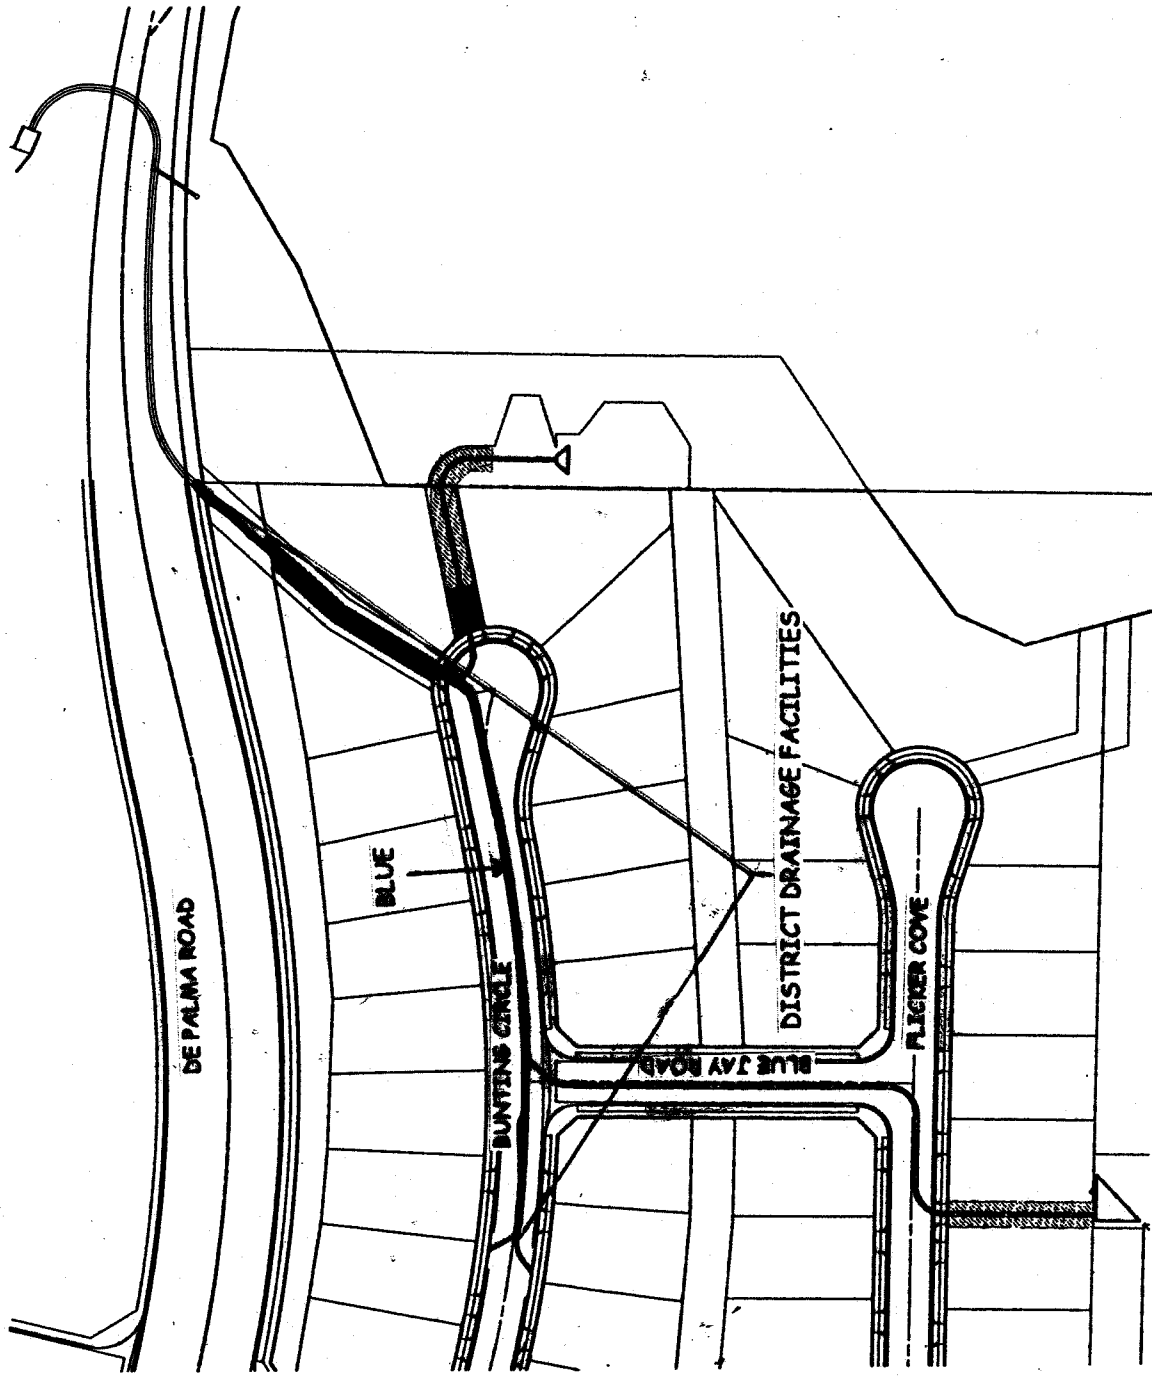 DE PALMA ROAD
BLUE
BUNTING CIRCLE
DISTRICT DRAINAGE FACILITIES
BLUE JAY ROAD
FLICKER COVE